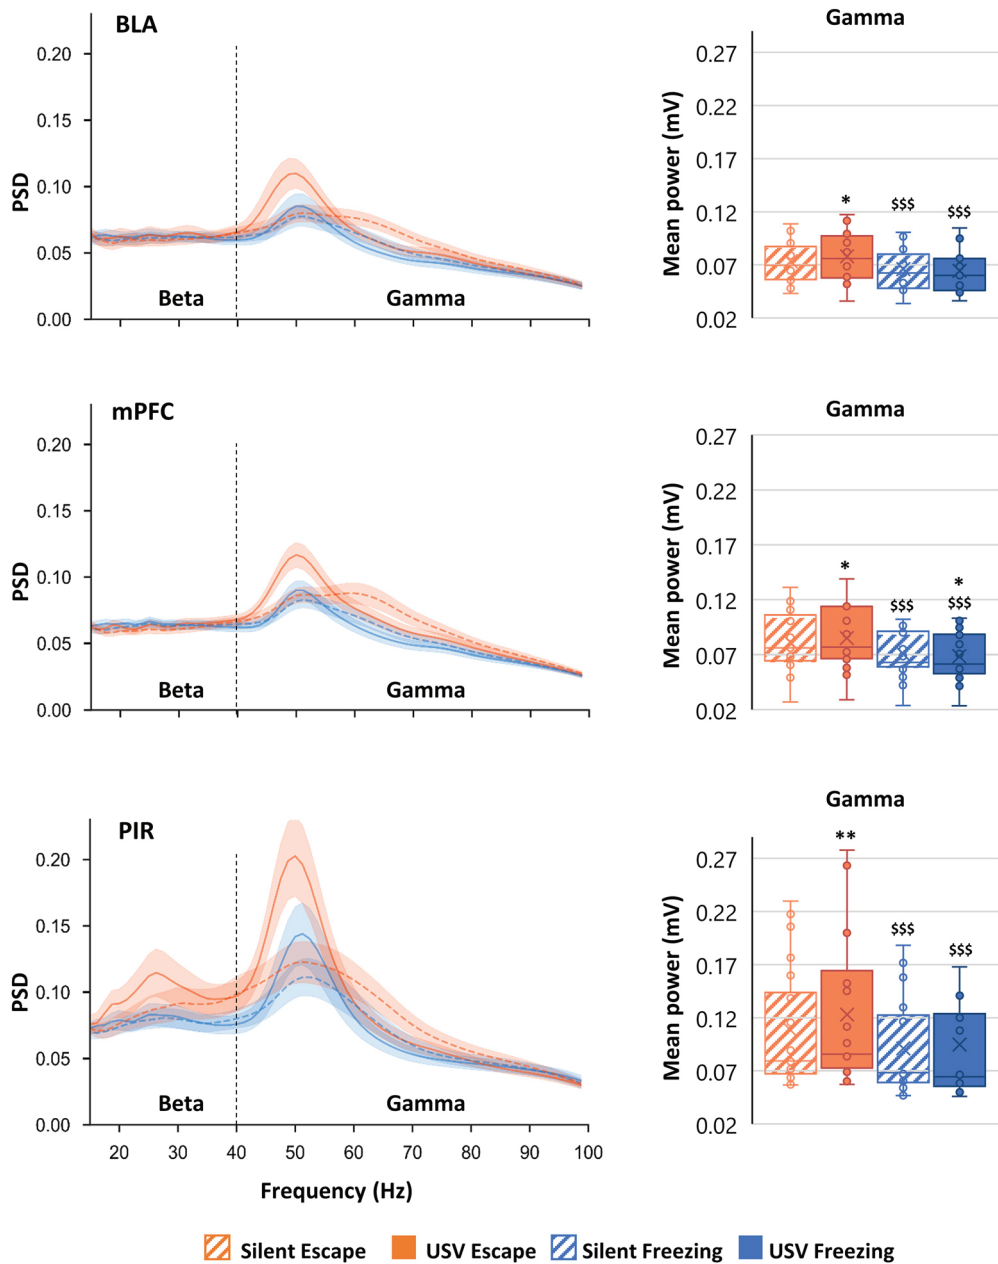 BLA
0.20
0.15
0.10
0.05
0.00
PSD
Beta Gamma
Gamma
0.27
0.22
0.17
0.12
0.07
0.02
Mean power (mV)
* $$$ $$$
mPFC
0.20
0.15
0.10
0.05
0.00
PSD
Beta Gamma
Gamma
0.27
0.22
0.17
0.12
0.07
0.02
Mean power (mV)
* *
$$$ $$$
PIR
0.20
0.15
0.10
0.05
0.00
PSD
Beta Gamma
20 30 40 50 60 70 80 90 100
Frequency (Hz)
Gamma
0.27
0.22
0.17
0.12
0.07
0.02
Mean power (mV)
** $$$ $$$
Silent Escape USV Escape Silent Freezing USV Freezing